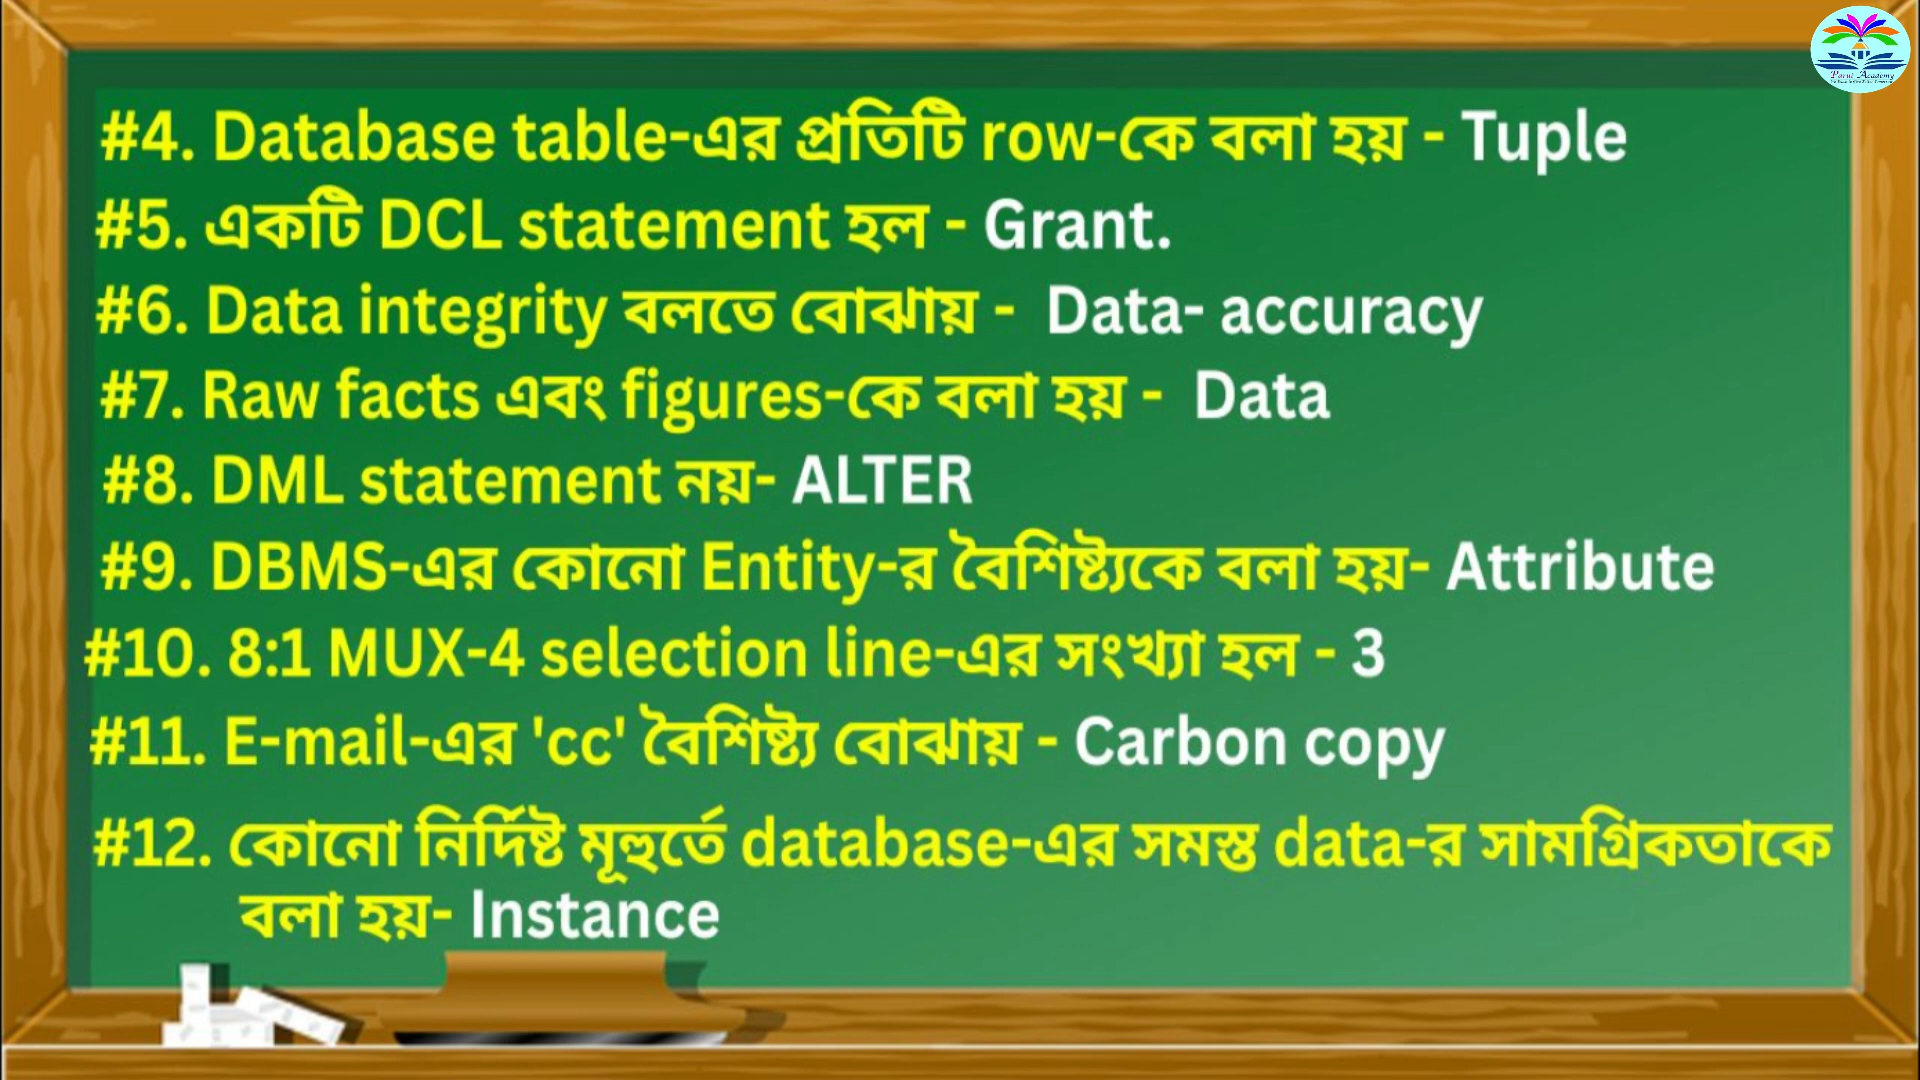 #4. Database table-এর প্রতিটি row-কে বলা হয় - Tuple
#5. একটি DCL statement হল - Grant.
#6. Data integrity বলতে বোঝায় - Data- accuracy
#7. Raw facts এবং figures-কে বলা হয় - Data
#8. DML statement নয়- ALTER
#9. DBMS-এর কোনো Entity-র বৈশিষ্ট্যকে বলা হয়- Attribute
#10. 8:1 MUX-4 selection line-এর সংখ্যা হল - 3
#11. E-mail-এর 'cc' বৈশিষ্ট্য বোঝায় - Carbon copy
#12. কোনো নির্দিষ্ট মূহুর্তে database-এর সমস্ত data-র সামগ্রিকতাকে
বলা হয়- Instance